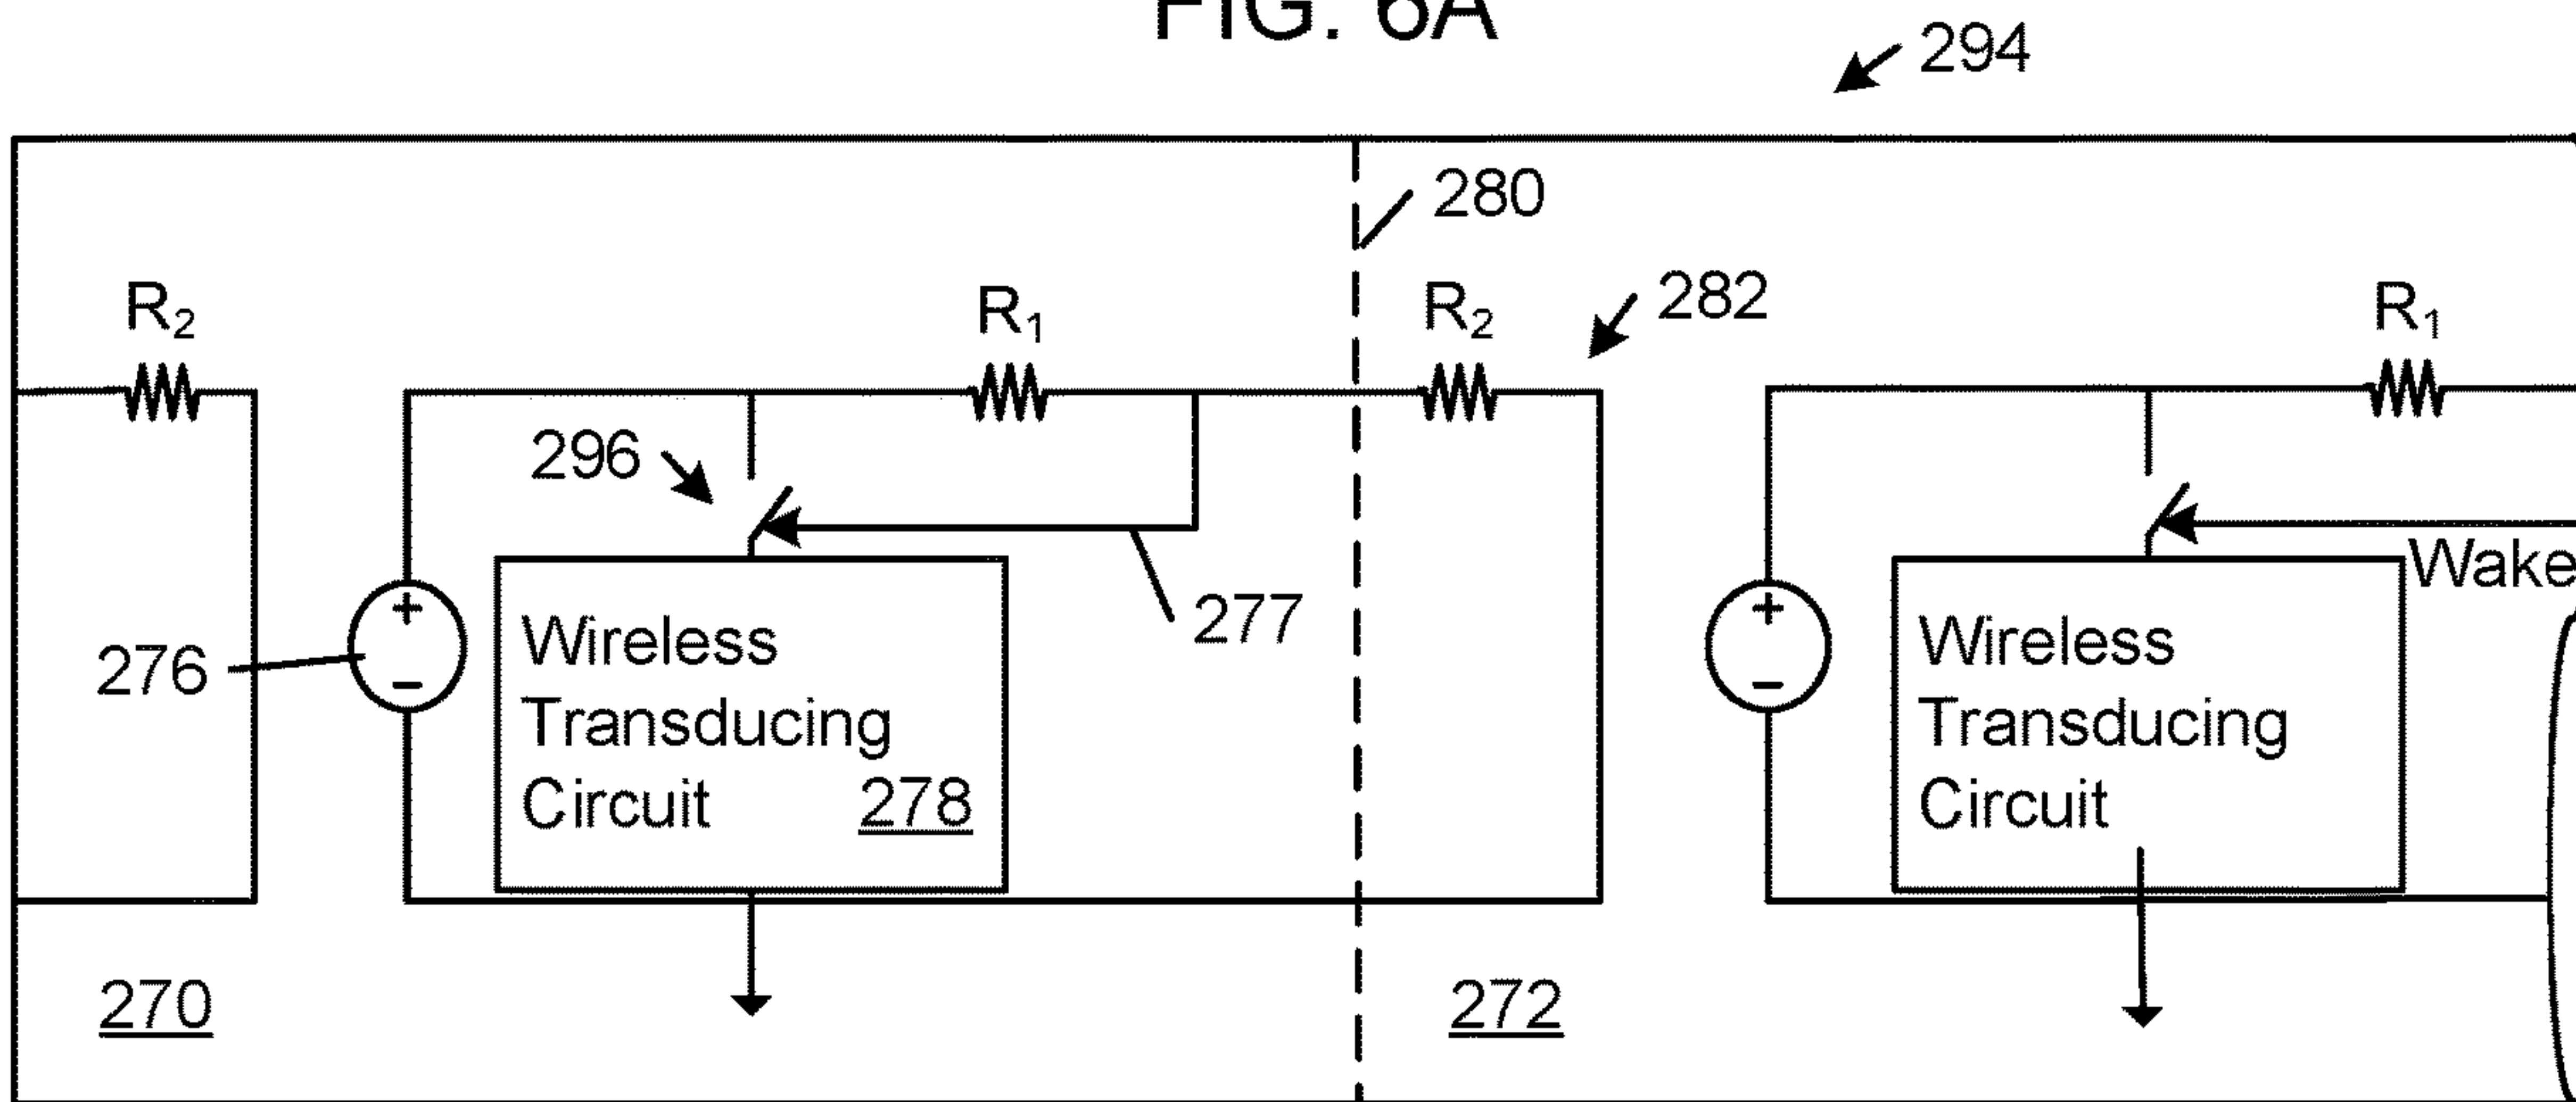 FIG. 6A
294
280
282
R2
R1
R2
R1
296
Wake
277
276
+
−
Wireless
Transducing
Circuit 278
+
−
Wireless
Transducing
Circuit
270
272